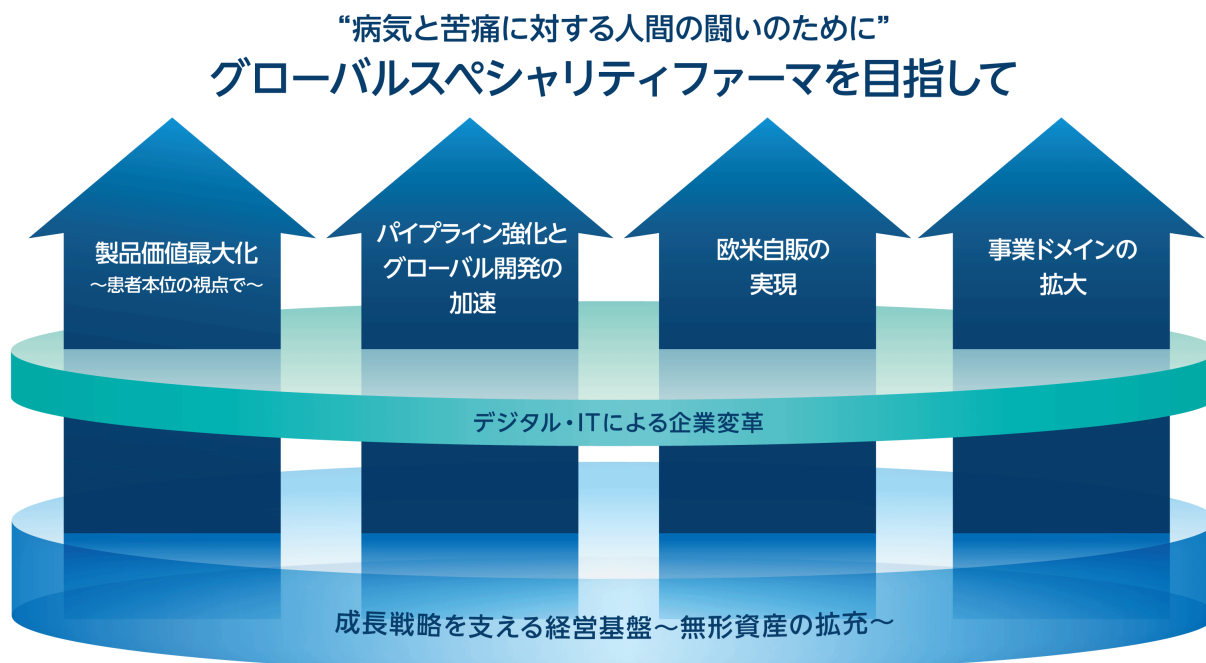 “病気と苦痛に対する人間の闘いのために”
グローバルスペシャリティファーマを目指して
製品価値最大化
～患者本位の視点で～
パイプライン強化と
グローバル開発の
加速
欧米自販の
実現
事業ドメインの
拡大
デジタル・ITによる企業変革
成長戦略を支える経営基盤～無形資産の拡充～